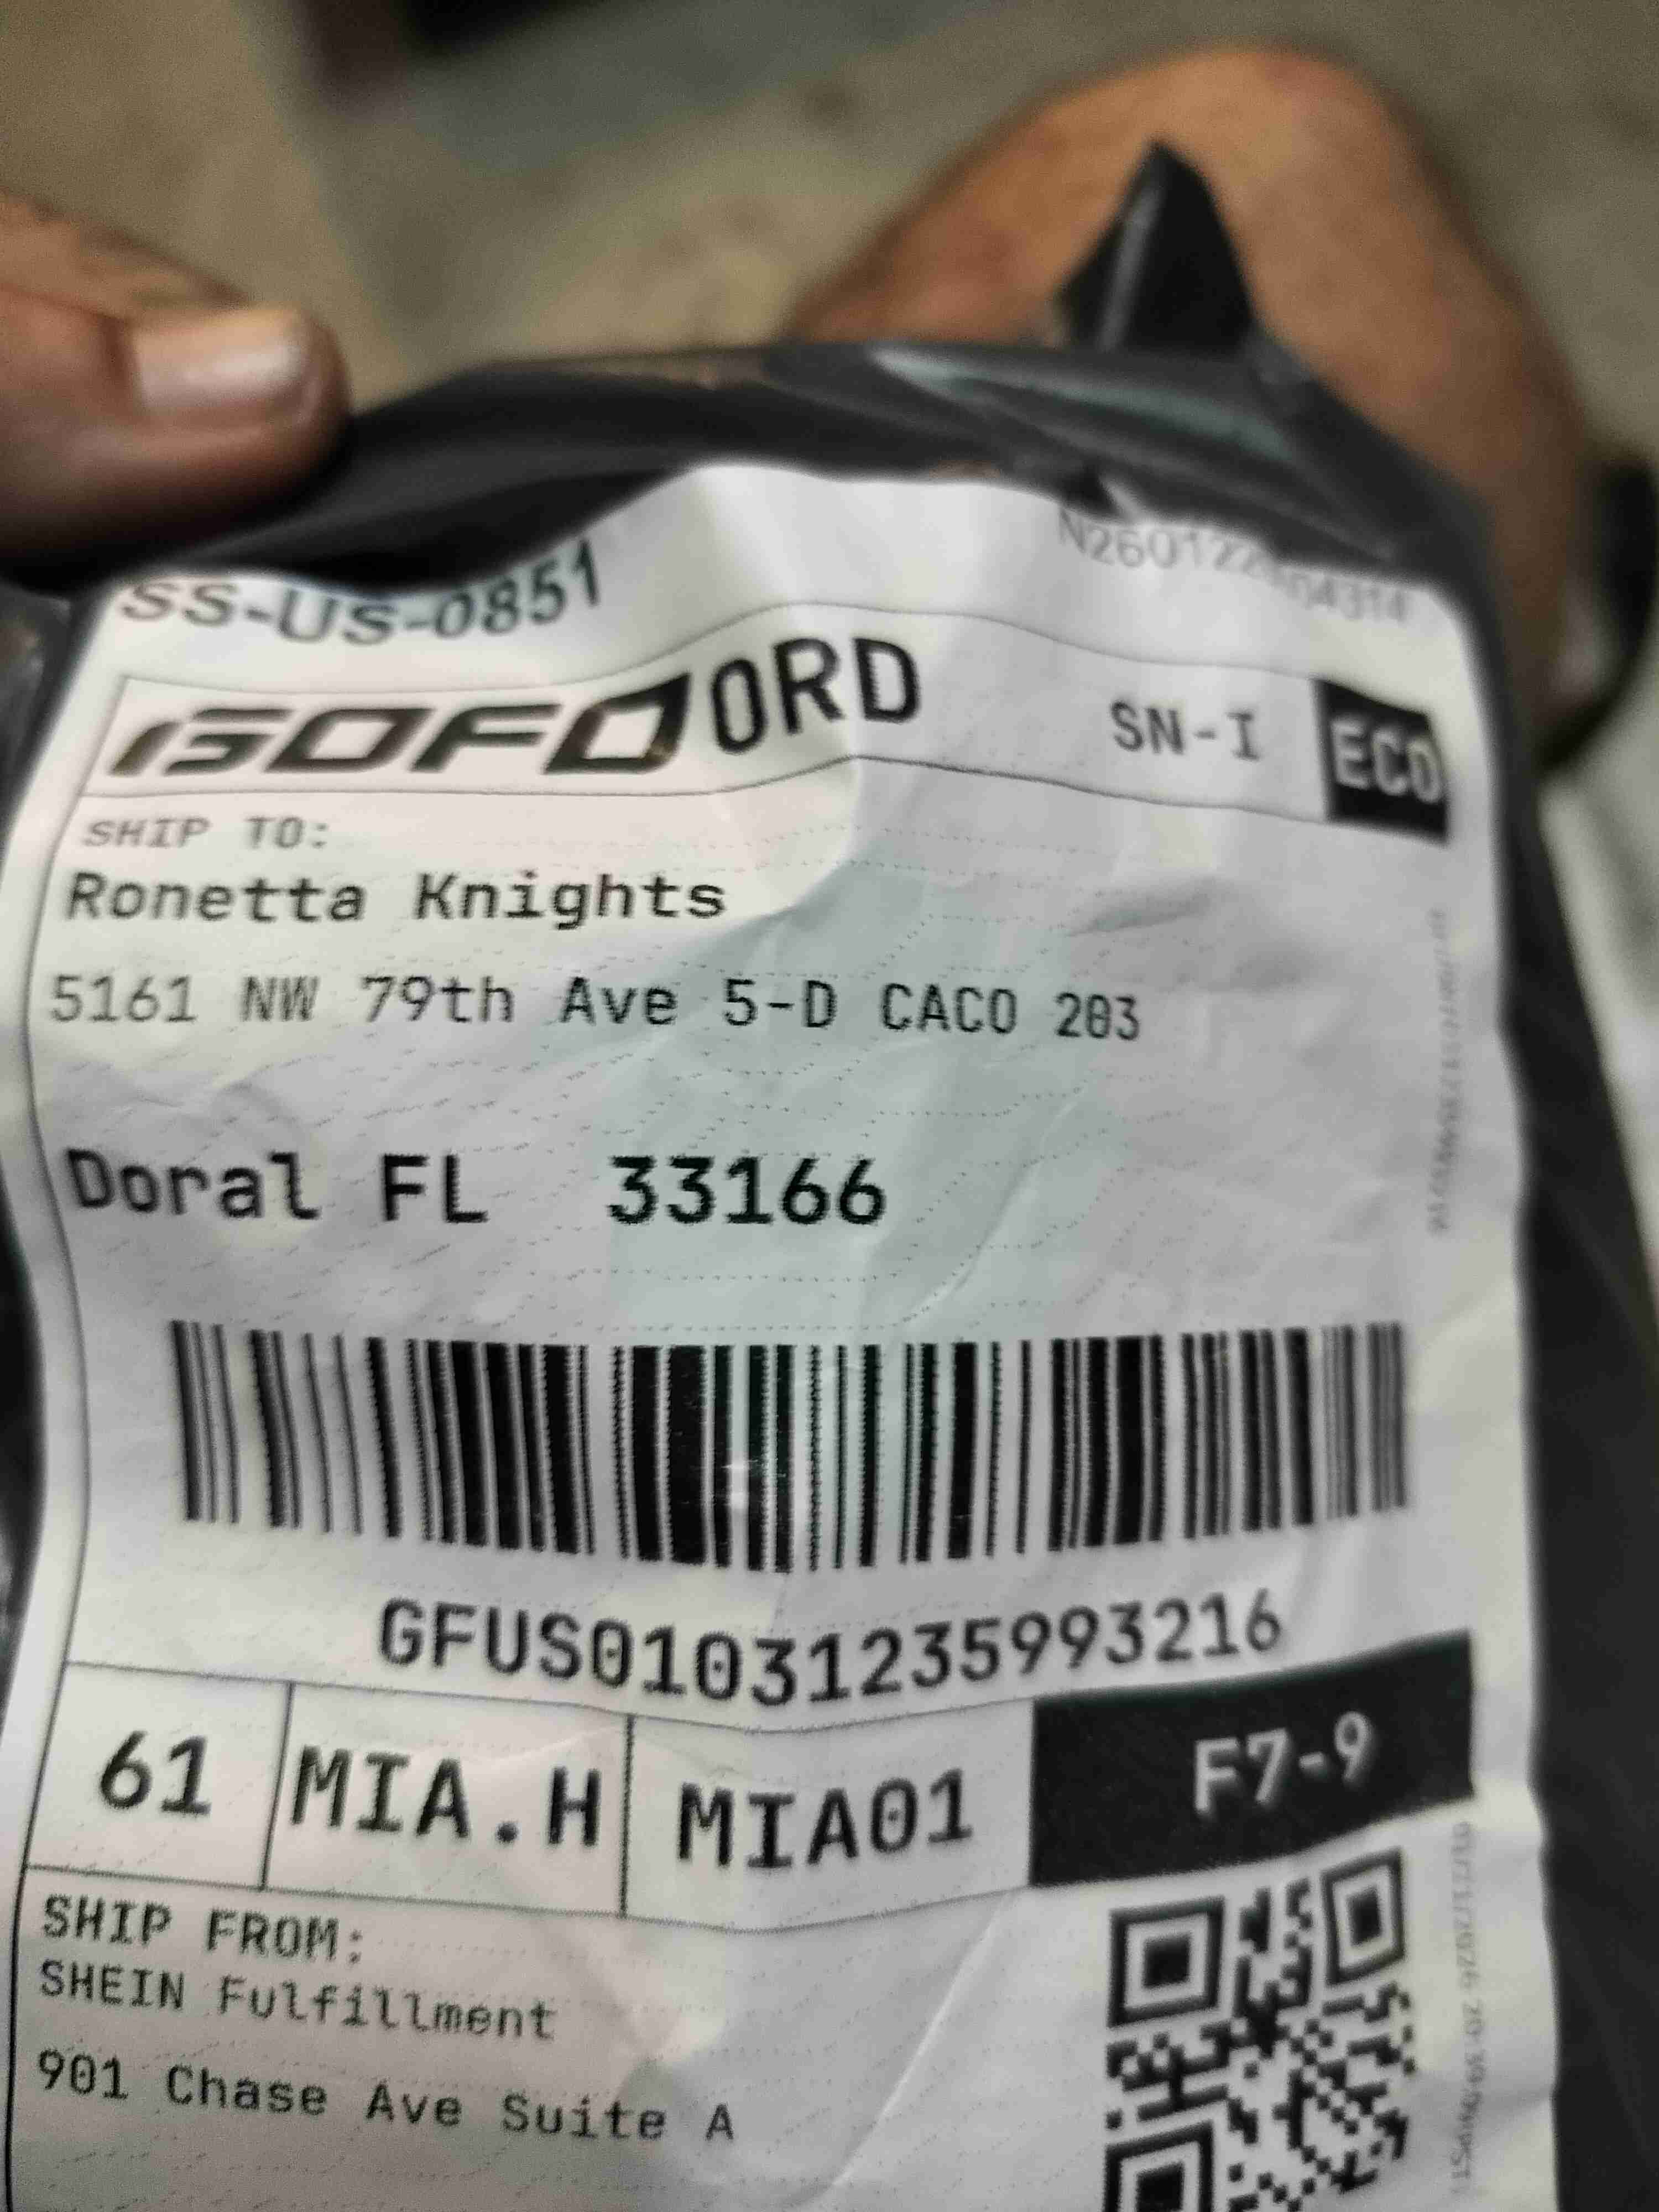 SS-US-0851
GOFO ORD SN-I ECO
SHIP TO:
Ronetta Knights
5161 NW 79th Ave 5-D CACO 203
Doral FL 33166
GFUS01031235993216
61 MIA.H MIA01 F7-9
SHIP FROM:
SHEIN Fulfillment
901 Chase Ave Suite A